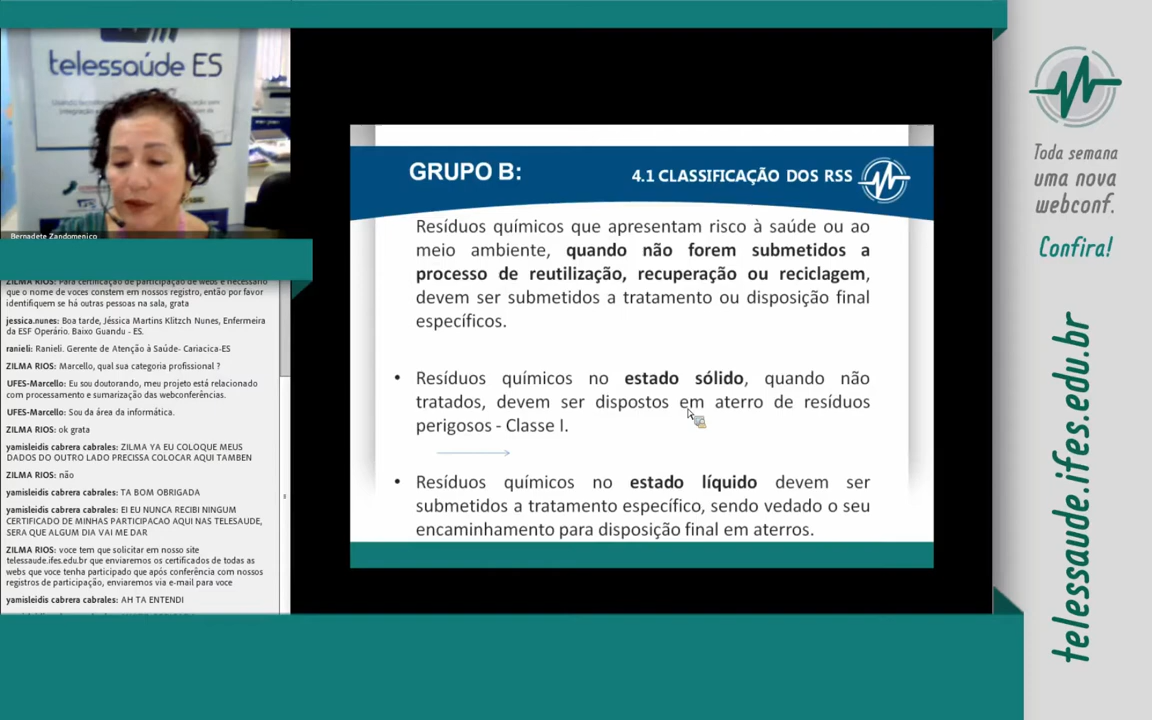 telessaúde ES
Bernadete Zandomenico
ZILMA RIOS: Para certificação de participação de webs é necessário
que o nome de voces constem em nossos registro, então por favor
identifiquem se há outras pessoas na sala, grata
jessica.nunes: Boa tarde, Jéssica Martins Klitzch Nunes, Enfermeira
da ESF Operário. Baixo Guandu - ES.
ranieli: Ranieli. Gerente de Atenção à Saúde- Cariacica-ES
ZILMA RIOS: Marcello, qual sua categoria profissional ?
UFES-Marcello: Eu sou doutorando, meu projeto está relacionado
com processamento e sumarização das webconferências.
UFES-Marcello: Sou da área da informática.
ZILMA RIOS: ok grata
yamisleidis cabrera cabrales: ZILMA YA EU COLOQUE MEUS
DADOS DO OUTRO LADO PRECISSA COLOCAR AQUI TAMBEN
ZILMA RIOS: não
yamisleidis cabrera cabrales: TA BOM OBRIGADA
yamisleidis cabrera cabrales: EI EU NUNCA RECIBI NINGUM
CERTIFICADO DE MINHAS PARTICIPACAO AQUI NAS TELESAUDE,
SERA QUE ALGUM DIA VAI ME DAR
ZILMA RIOS: voce tem que solicitar em nosso site
telessaude.ifes.edu.br que enviaremos os certificados de todas as
webs que voce tenha participado que após conferência com nossos
registros de participação, enviaremos via e-mail para voce
yamisleidis cabrera cabrales: AH TA ENTENDI
GRUPO B:
4.1 CLASSIFICAÇÃO DOS RSS
Resíduos químicos que apresentam risco à saúde ou ao
meio ambiente, quando não forem submetidos a
processo de reutilização, recuperação ou reciclagem,
devem ser submetidos a tratamento ou disposição final
específicos.
• Resíduos químicos no estado sólido, quando não
tratados, devem ser dispostos em aterro de resíduos
perigosos - Classe I.
• Resíduos químicos no estado líquido devem ser
submetidos a tratamento específico, sendo vedado o seu
encaminhamento para disposição final em aterros.
Toda semana
uma nova
webconf.
Confira!
telessaude.ifes.edu.br